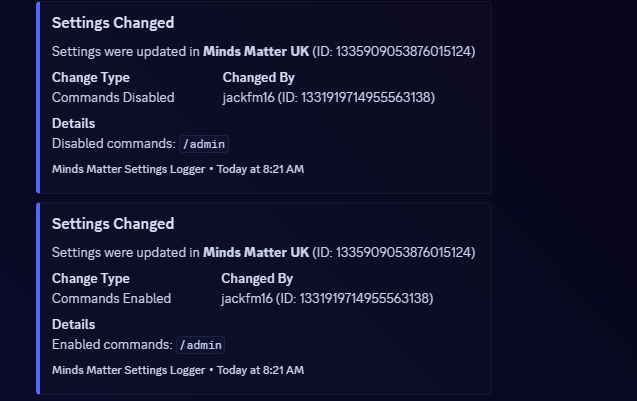 Settings Changed
Settings were updated in Minds Matter UK (ID: 1335909053876015124)
Change Type Changed By
Commands Disabled jackfm16 (ID: 1331919714955563138)
Details
Disabled commands: /admin
Minds Matter Settings Logger • Today at 8:21 AM
Settings Changed
Settings were updated in Minds Matter UK (ID: 1335909053876015124)
Change Type Changed By
Commands Enabled jackfm16 (ID: 1331919714955563138)
Details
Enabled commands: /admin
Minds Matter Settings Logger • Today at 8:21 AM